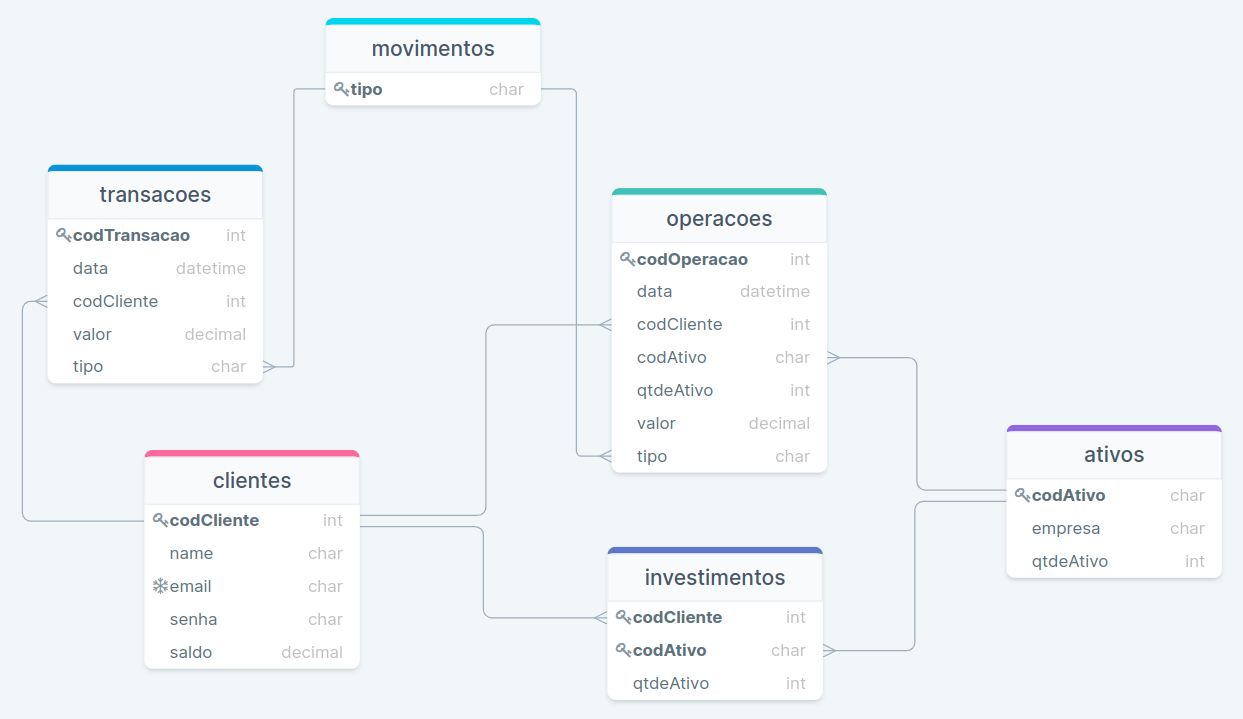 movimentos
tipo char
transacoes
codTransacao int
data datetime
codCliente int
valor decimal
tipo char
operacoes
codOperacao int
data datetime
codCliente int
codAtivo char
qtdeAtivo int
valor decimal
tipo char
clientes
codCliente int
name char
email char
senha char
saldo decimal
ativos
codAtivo char
empresa char
qtdeAtivo int
investimentos
codCliente int
codAtivo char
qtdeAtivo int